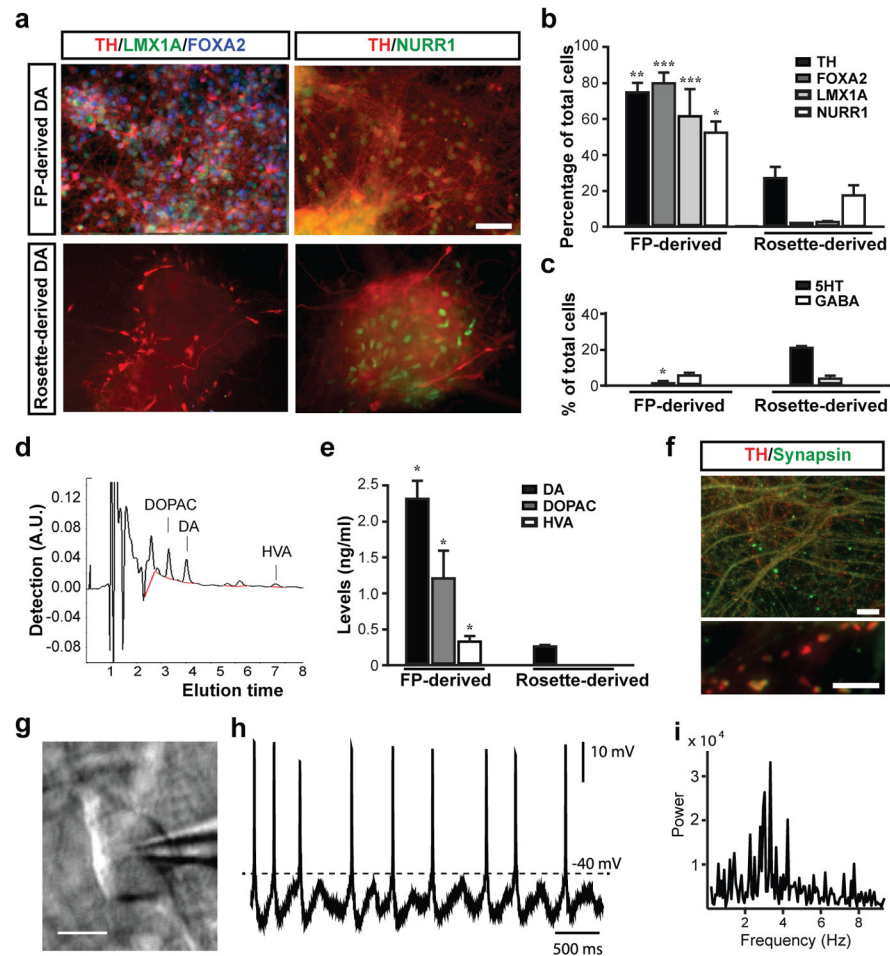 a
TH/LMX1A/FOXA2
TH/NURR1
FP-derived DA
Rosette-derived DA
b
Percentage of total cells
100
80
60
40
20
0
**
***
***
*
TH
FOXA2
LMX1A
NURR1
FP-derived
Rosette-derived
c
% of total cells
40
20
0
*
5HT
GABA
FP-derived
Rosette-derived
d
Detection (A.U.)
0.12
0.08
0.04
0.00
-0.04
-0.08
DOPAC
DA
HVA
1 2 3 4 5 6 7 8
Elution time
e
Levels (ng/ml)
2.5
2.0
1.5
1.0
0.5
0
*
*
*
DA
DOPAC
HVA
FP-derived
Rosette-derived
f
TH/Synapsin
g
h
10 mV
-40 mV
500 ms
i
x 10⁴
Power
3
2
1
2 4 6 8
Frequency (Hz)